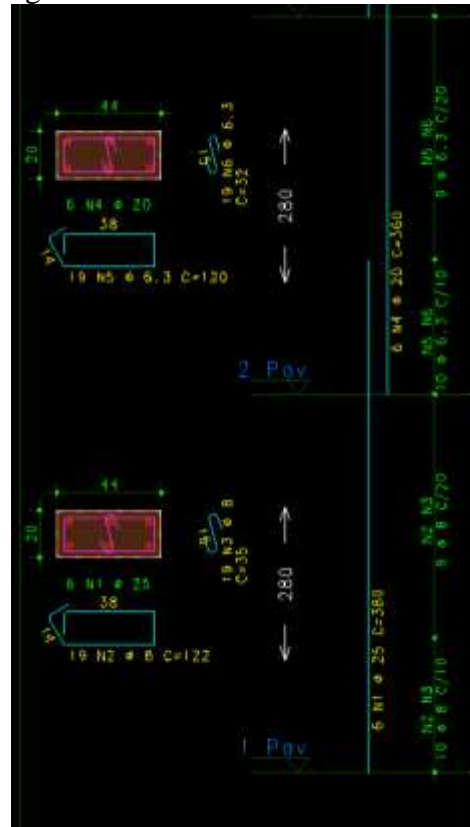 44
20
6 N4 ø 20
38
14
19 N5 ø 6.3 C=120
19 N6 ø 6.3
C=32
280
6 N4 ø 20 C=360
N5 N6
9 ø 6.3 C/20
N5 N6
10 ø 6.3 C/10
2 Pav
44
20
6 N1 ø 25
38
14
19 N2 ø 8 C=122
19 N3 ø 8
C=35
280
6 N1 ø 25 C=380
N2 N3
9 ø 8 C/20
N2 N3
10 ø 8 C/10
1 Pav